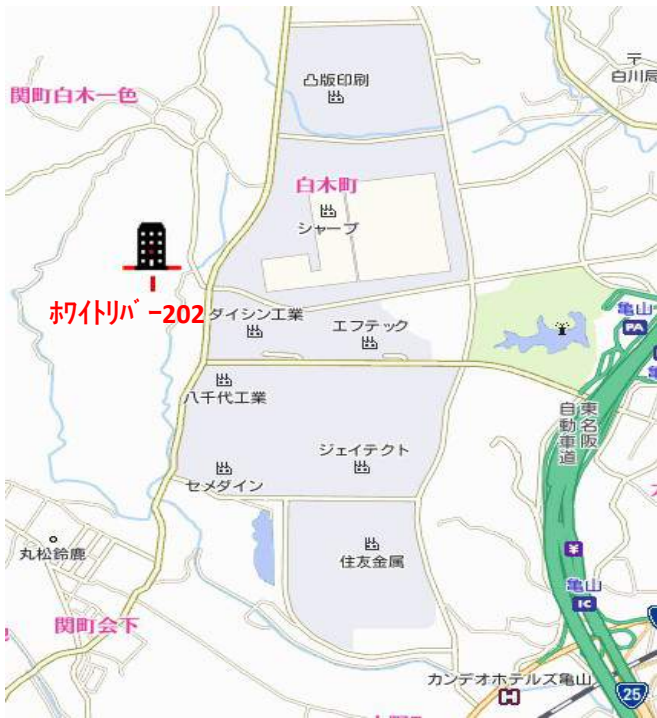 凸版印刷
〒
白川局
関町白木一色
白木町
シャープ
ホワイトリバー202
ダイシン工業
エフテック
亀山
PA
八千代工業
東名阪
自動車道
ジェイテクト
セメダイン
丸松鈴鹿
住友金属
¥
亀山
IC
関町会下
カンデオホテルズ亀山
H
25